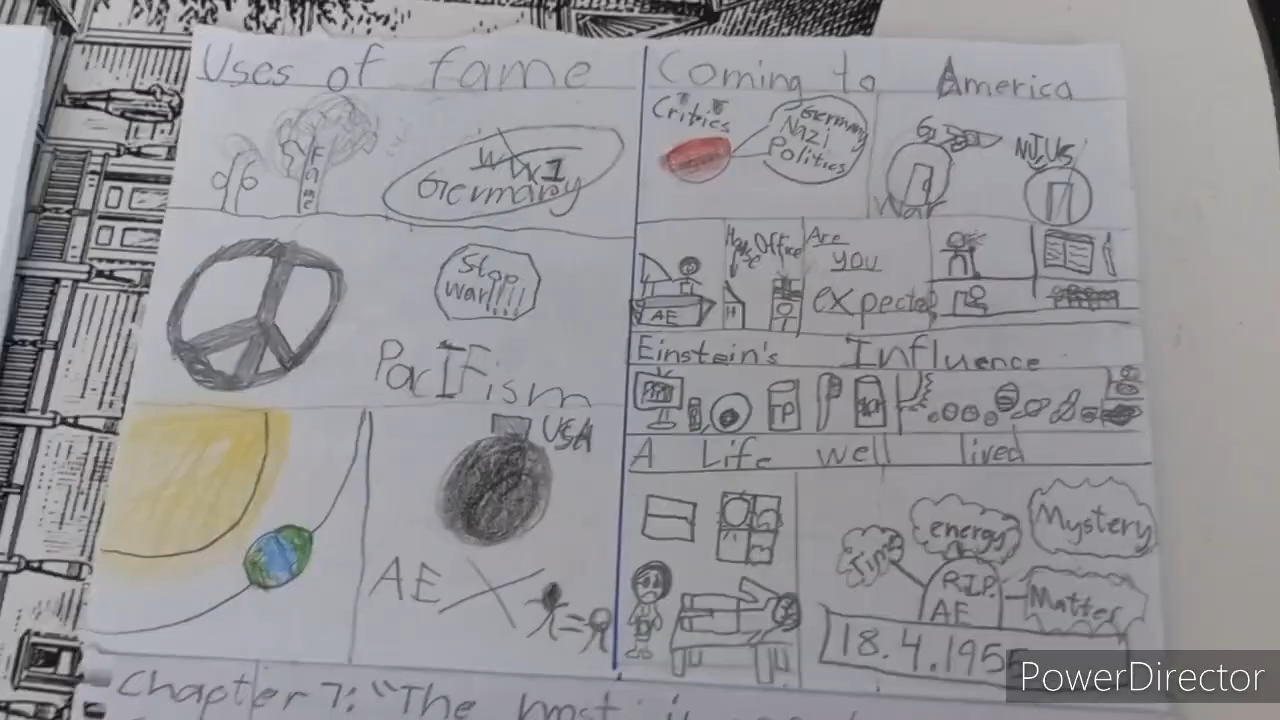 Uses of fame
Fame
WW1
Germany
Stop
war!!!!
PacIFism
USA
AE
Coming to America
Critics
Germany
Nazi
Politics
G
NJ,US
War
AE
House
Office
H
Are
you
expected
Einstein's Influence
A Life well lived
Time
energy
Mystery
R.I.P.
AE
Matter
18.4.1955
Chapter 7: "The most
PowerDirector